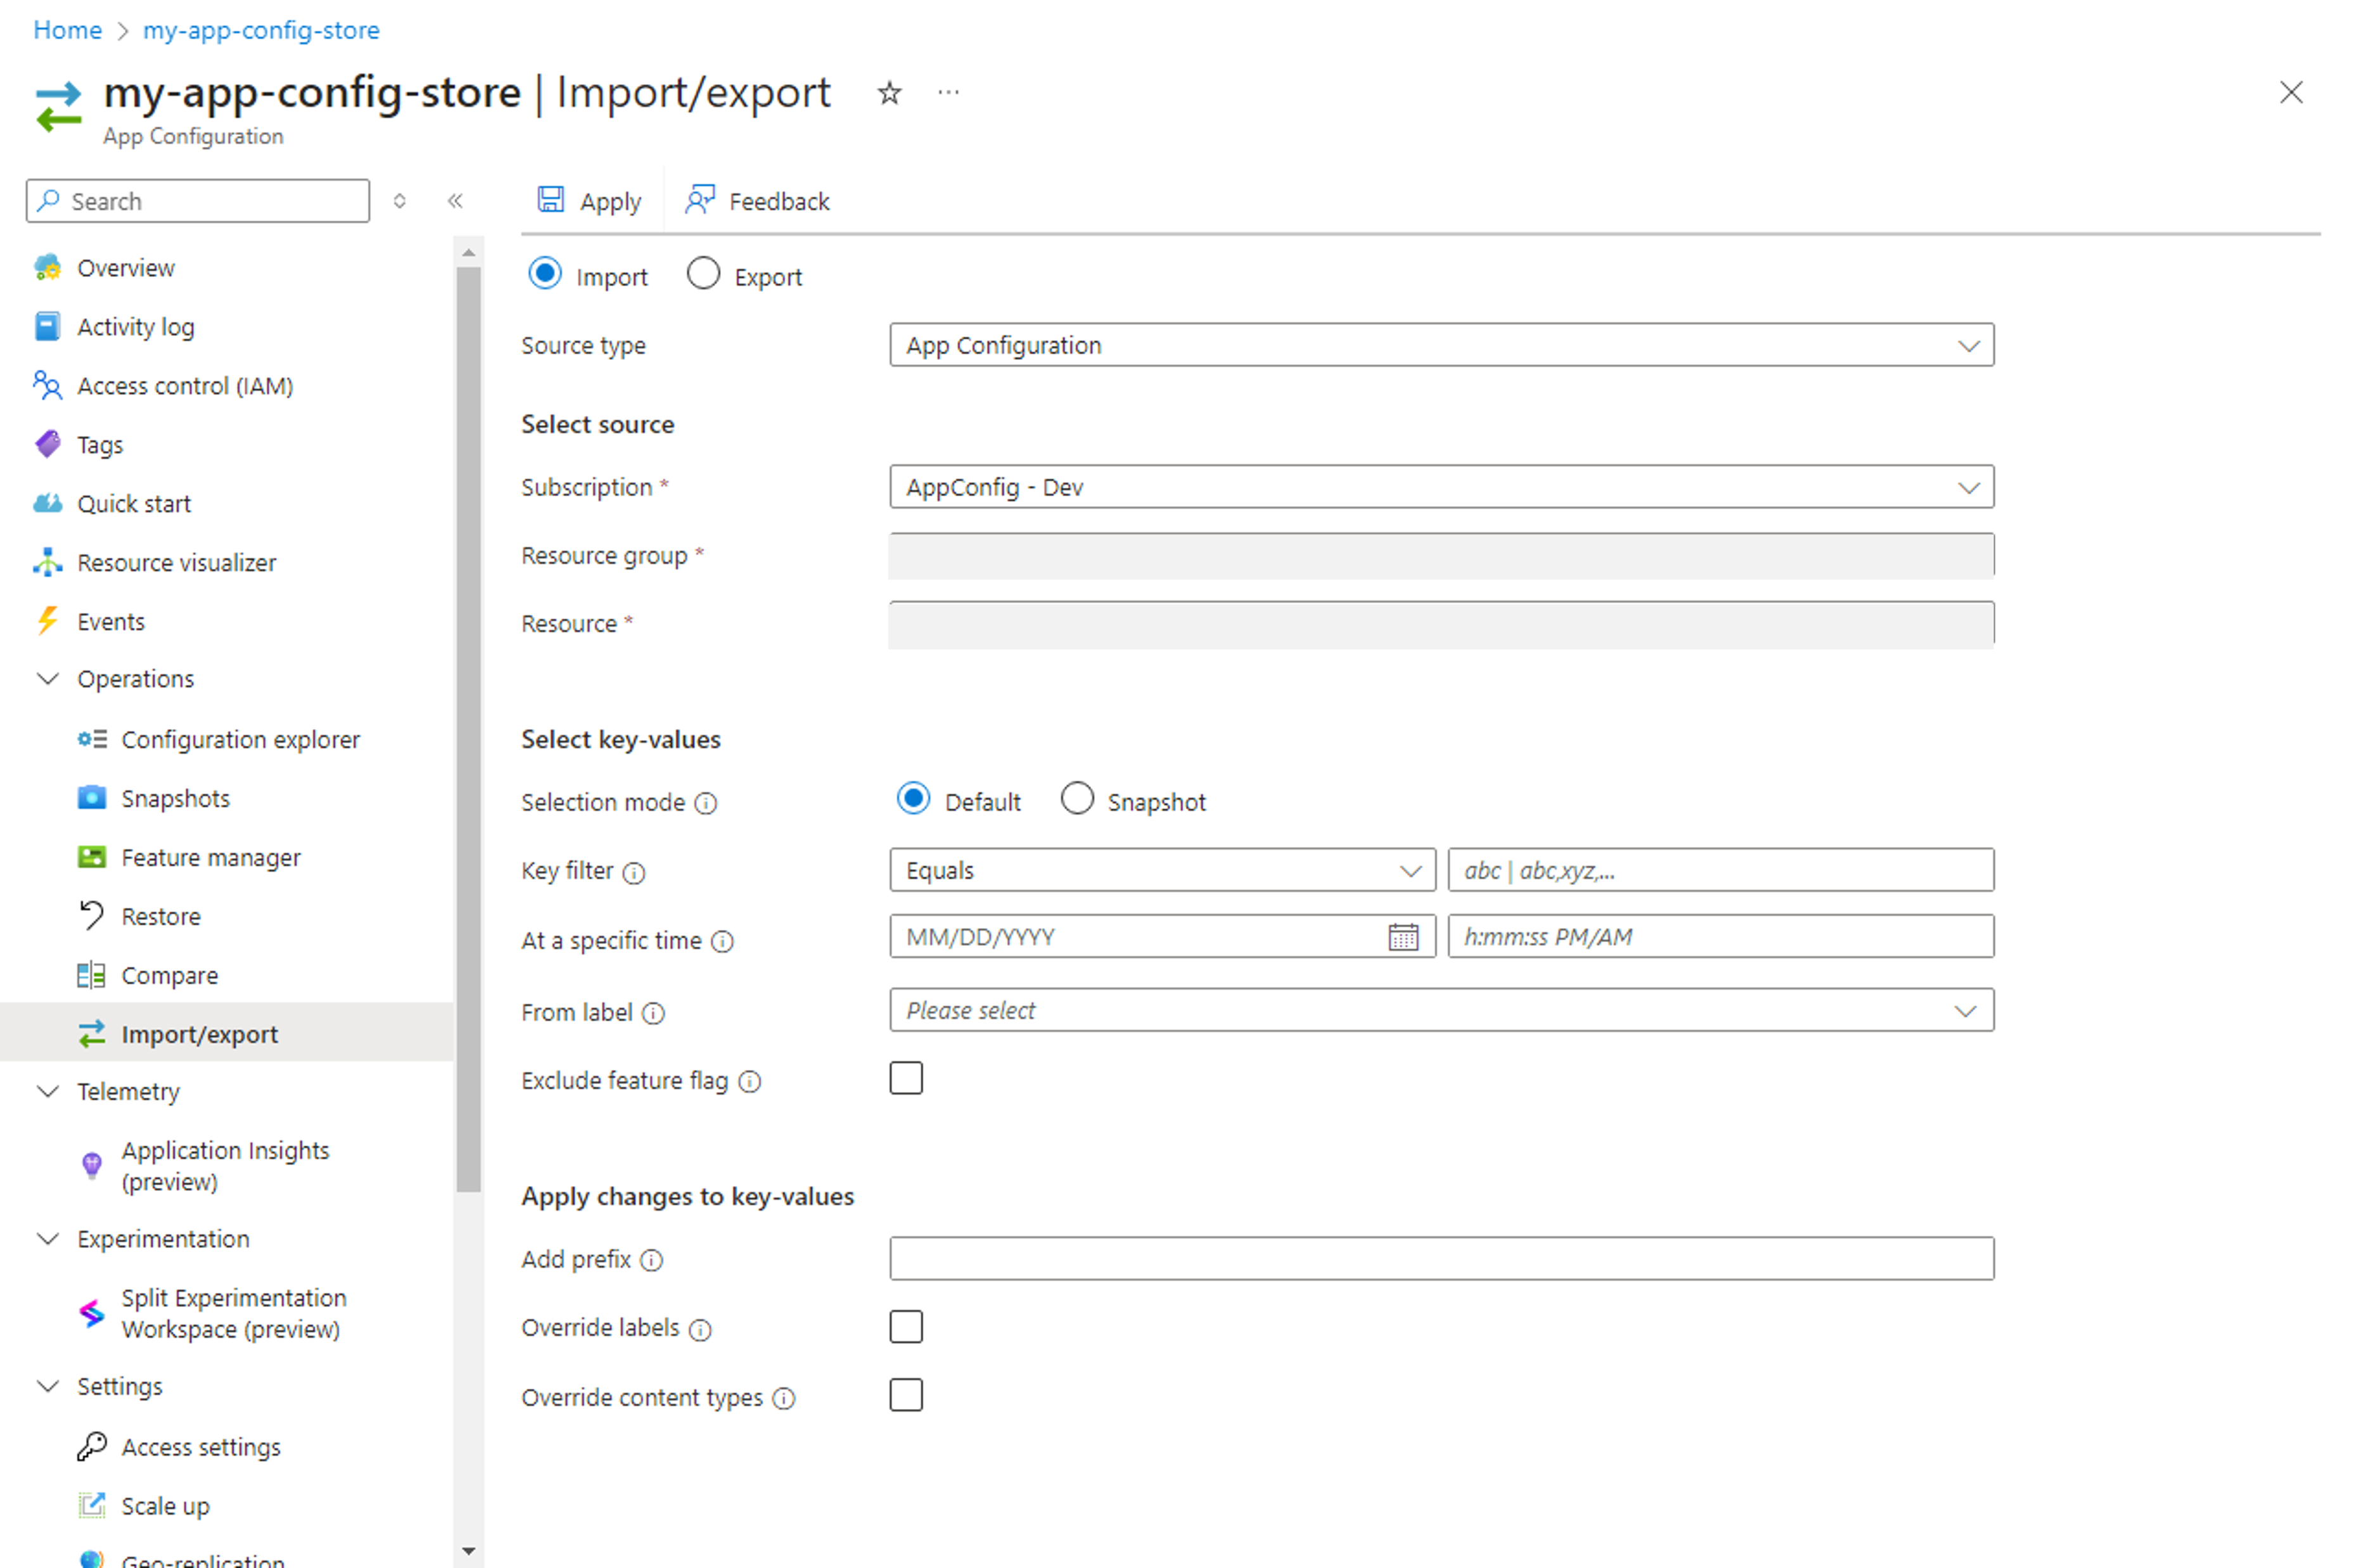 Home > my-app-config-store
my-app-config-store | Import/export
App Configuration
Search
Overview
Activity log
Access control (IAM)
Tags
Quick start
Resource visualizer
Events
Operations
Configuration explorer
Snapshots
Feature manager
Restore
Compare
Import/export
Telemetry
Application Insights
(preview)
Experimentation
Split Experimentation
Workspace (preview)
Settings
Access settings
Scale up
Geo-replication
Apply Feedback
Import Export
Source type App Configuration
Select source
Subscription * AppConfig - Dev
Resource group *
Resource *
Select key-values
Selection mode Default Snapshot
Key filter Equals abc | abc,xyz,...
At a specific time MM/DD/YYYY h:mm:ss PM/AM
From label Please select
Exclude feature flag
Apply changes to key-values
Add prefix
Override labels
Override content types